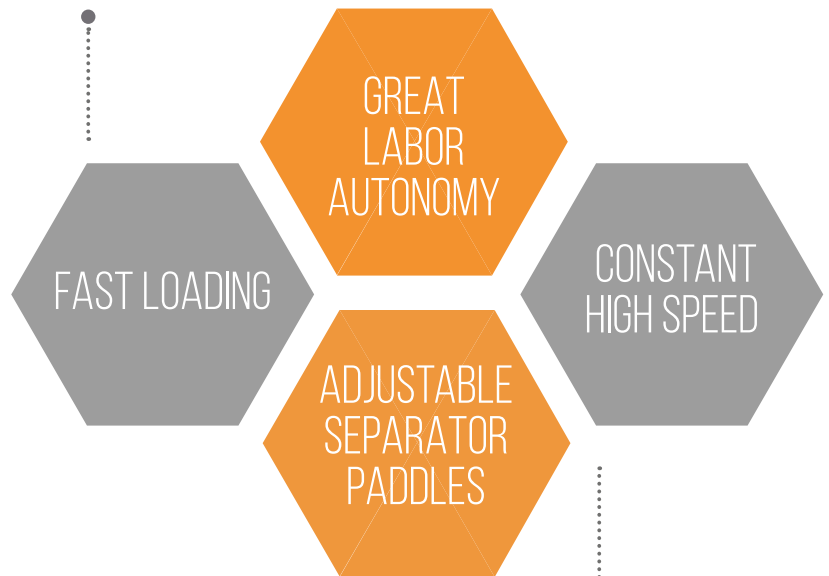 GREAT
LABOR
AUTONOMY
FAST LOADING
CONSTANT
HIGH SPEED
ADJUSTABLE
SEPARATOR
PADDLES